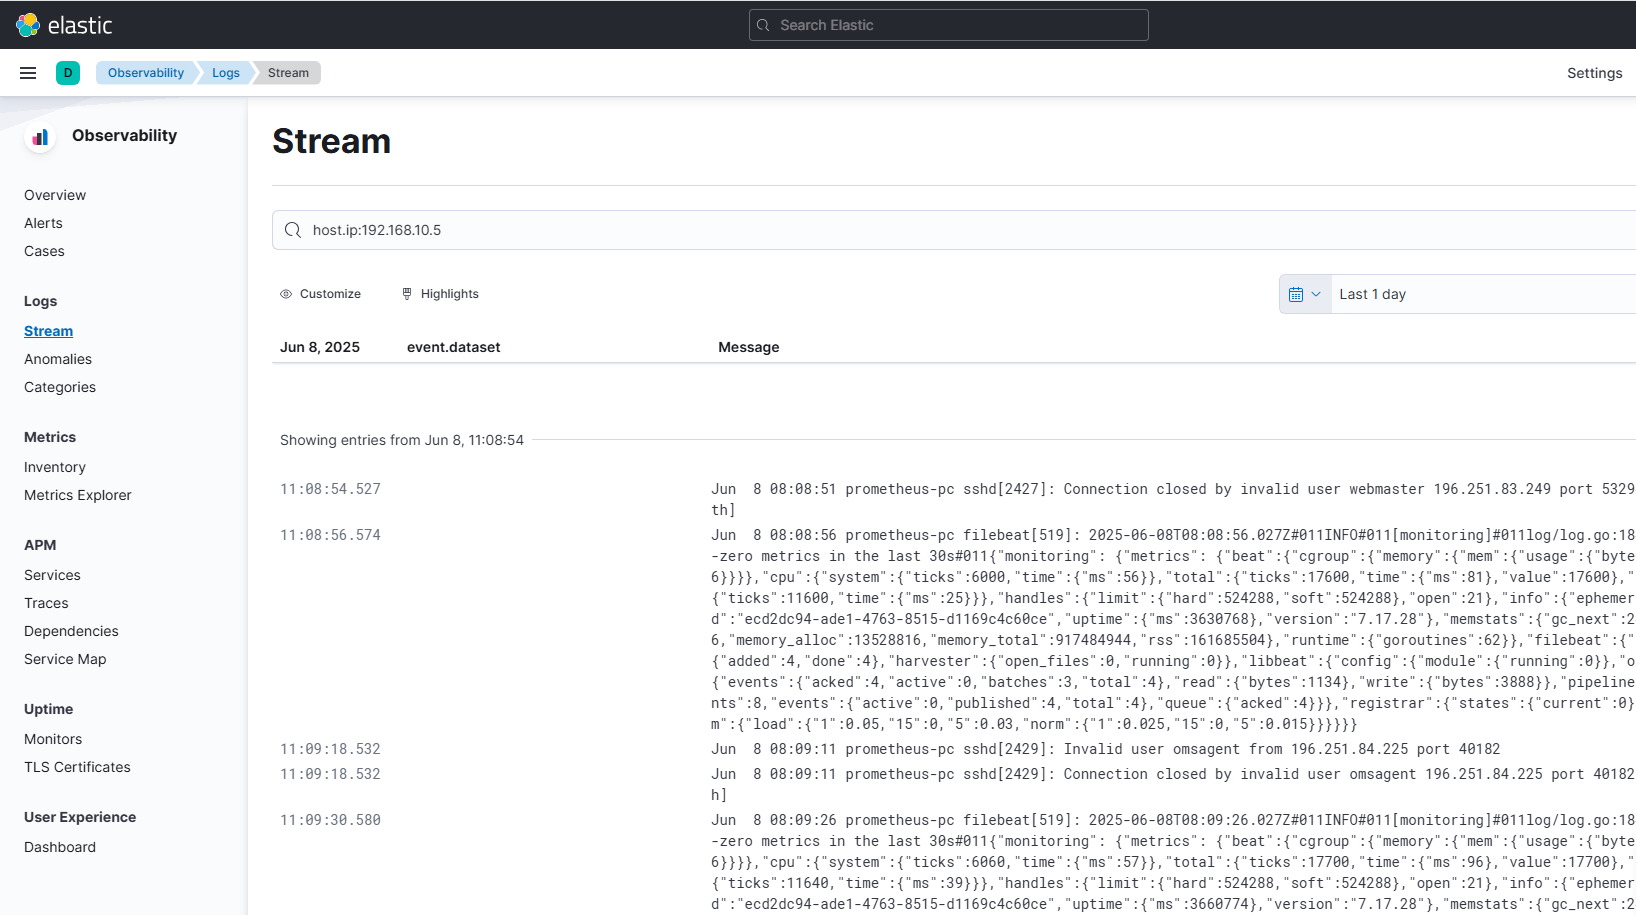 elastic
Search Elastic
D
Observability
Logs
Stream
Settings
Observability
Overview
Alerts
Cases
Logs
Stream
Anomalies
Categories
Metrics
Inventory
Metrics Explorer
APM
Services
Traces
Dependencies
Service Map
Uptime
Monitors
TLS Certificates
User Experience
Dashboard
Stream
host.ip:192.168.10.5
Customize
Highlights
Last 1 day
Jun 8, 2025 event.dataset Message
Showing entries from Jun 8, 11:08:54
11:08:54.527 Jun  8 08:08:51 prometheus-pc sshd[2427]: Connection closed by invalid user webmaster 196.251.83.249 port 5329
th]
11:08:56.574 Jun  8 08:08:56 prometheus-pc filebeat[519]: 2025-06-08T08:08:56.027Z#011INFO#011[monitoring]#011log/log.go:18
-zero metrics in the last 30s#011{"monitoring": {"metrics": {"beat":{"cgroup":{"memory":{"mem":{"usage":{"byte
6}}}},"cpu":{"system":{"ticks":6000,"time":{"ms":56}},"total":{"ticks":17600,"time":{"ms":81},"value":17600},"
{"ticks":11600,"time":{"ms":25}}},"handles":{"limit":{"hard":524288,"soft":524288},"open":21},"info":{"ephemer
d":"ecd2dc94-ade1-4763-8515-d1169c4c60ce","uptime":{"ms":3630768},"version":"7.17.28"},"memstats":{"gc_next":2
6,"memory_alloc":13528816,"memory_total":917484944,"rss":161685504},"runtime":{"goroutines":62}},"filebeat":{"
{"added":4,"done":4},"harvester":{"open_files":0,"running":0}},"libbeat":{"config":{"module":{"running":0}},"o
{"events":{"acked":4,"active":0,"batches":3,"total":4},"read":{"bytes":1134},"write":{"bytes":3888}},"pipeline
nts":8,"events":{"active":0,"published":4,"total":4},"queue":{"acked":4}}},"registrar":{"states":{"current":0}
m":{"load":{"1":0.05,"15":0,"5":0.03,"norm":{"1":0.025,"15":0,"5":0.015}}}}}}
11:09:18.532 Jun  8 08:09:11 prometheus-pc sshd[2429]: Invalid user omsagent from 196.251.84.225 port 40182
11:09:18.532 Jun  8 08:09:11 prometheus-pc sshd[2429]: Connection closed by invalid user omsagent 196.251.84.225 port 40182
h]
11:09:30.580 Jun  8 08:09:26 prometheus-pc filebeat[519]: 2025-06-08T08:09:26.027Z#011INFO#011[monitoring]#011log/log.go:18
-zero metrics in the last 30s#011{"monitoring": {"metrics": {"beat":{"cgroup":{"memory":{"mem":{"usage":{"byte
6}}}},"cpu":{"system":{"ticks":6060,"time":{"ms":57}},"total":{"ticks":17700,"time":{"ms":96},"value":17700},"
{"ticks":11640,"time":{"ms":39}}},"handles":{"limit":{"hard":524288,"soft":524288},"open":21},"info":{"ephemer
d":"ecd2dc94-ade1-4763-8515-d1169c4c60ce","uptime":{"ms":3660774},"version":"7.17.28"},"memstats":{"gc_next":2